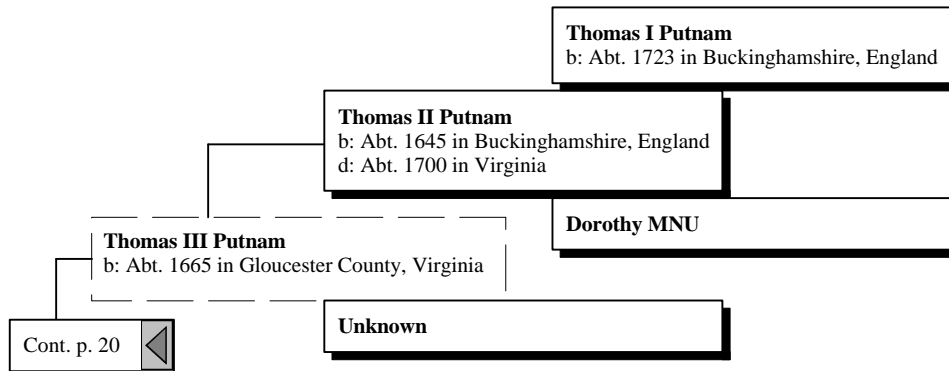 Thomas I Putnam
b: Abt. 1723 in Buckinghamshire, England
Thomas II Putnam
b: Abt. 1645 in Buckinghamshire, England
d: Abt. 1700 in Virginia
Dorothy MNU
Thomas III Putnam
b: Abt. 1665 in Gloucester County, Virginia
Unknown
Cont. p. 20